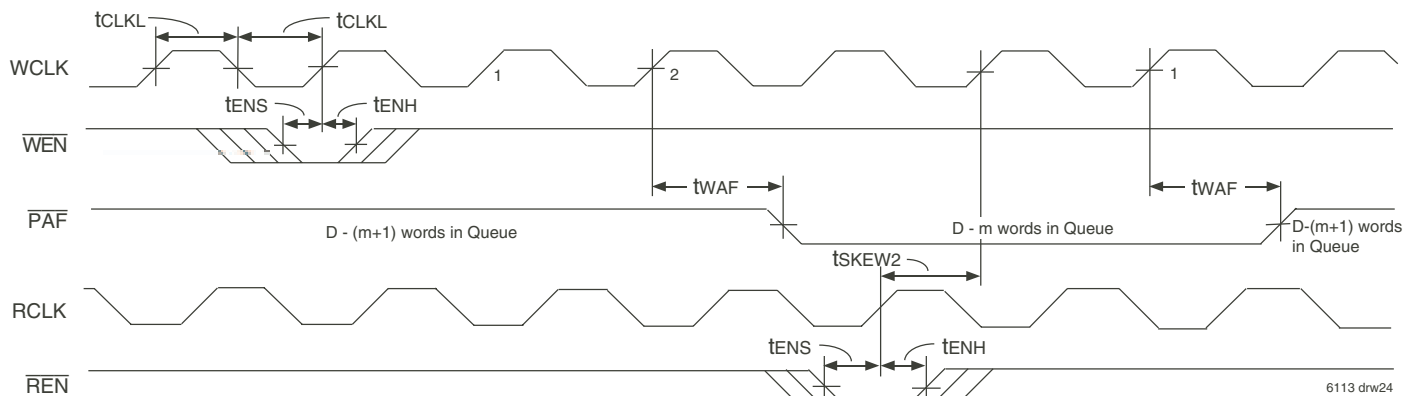 tCLKL tCLKL
WCLK 1 2 1
tENS tENH
WEN
tWAF tWAF
PAF
D - (m+1) words in Queue D - m words in Queue D-(m+1) words
in Queue
tSKEW2
RCLK
tENS tENH
REN
6113 drw24